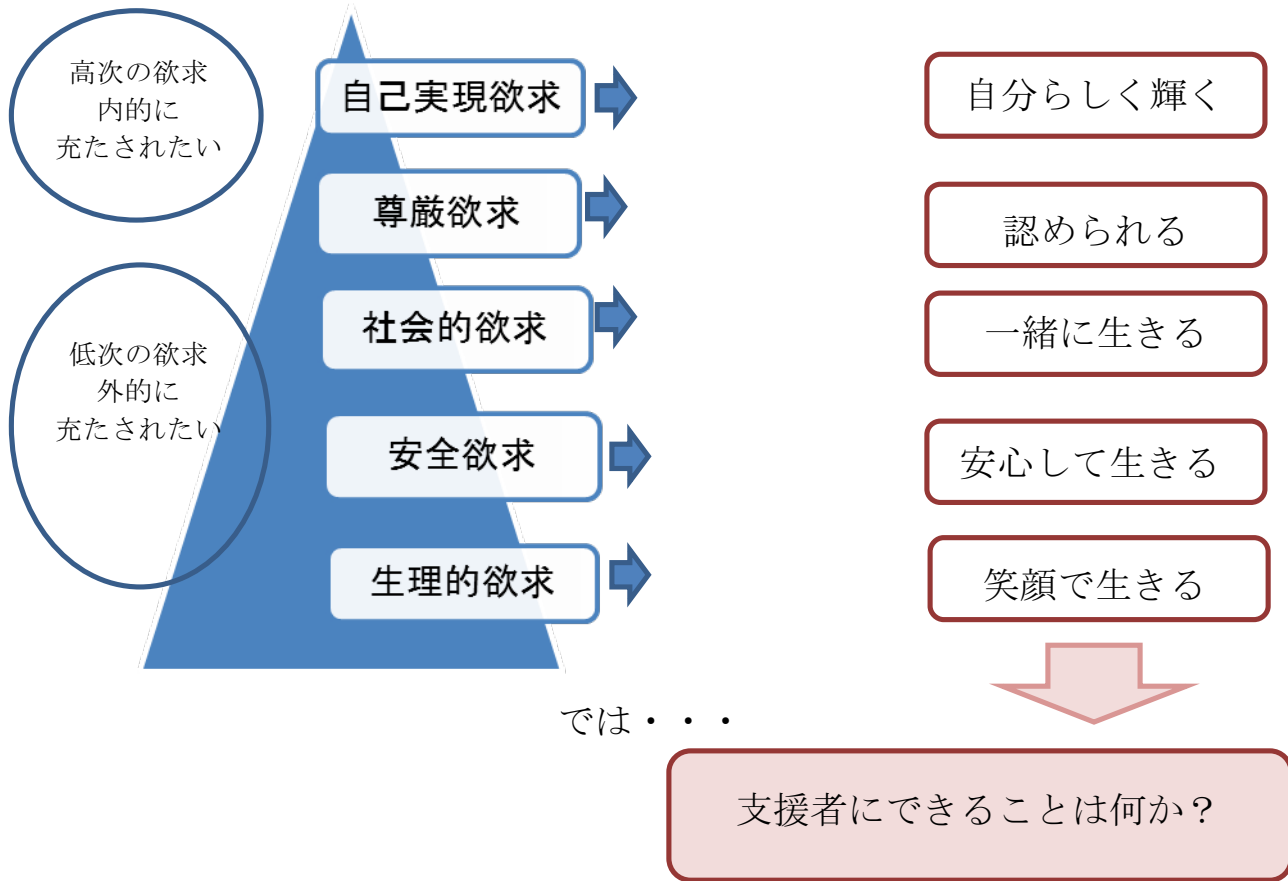 高次の欲求
内的に
充たされたい
自己実現欲求
自分らしく輝く
尊厳欲求
認められる
社会的欲求
一緒に生きる
低次の欲求
外的に
充たされたい
安全欲求
安心して生きる
生理的欲求
笑顔で生きる
では・・・
支援者にできることは何か？